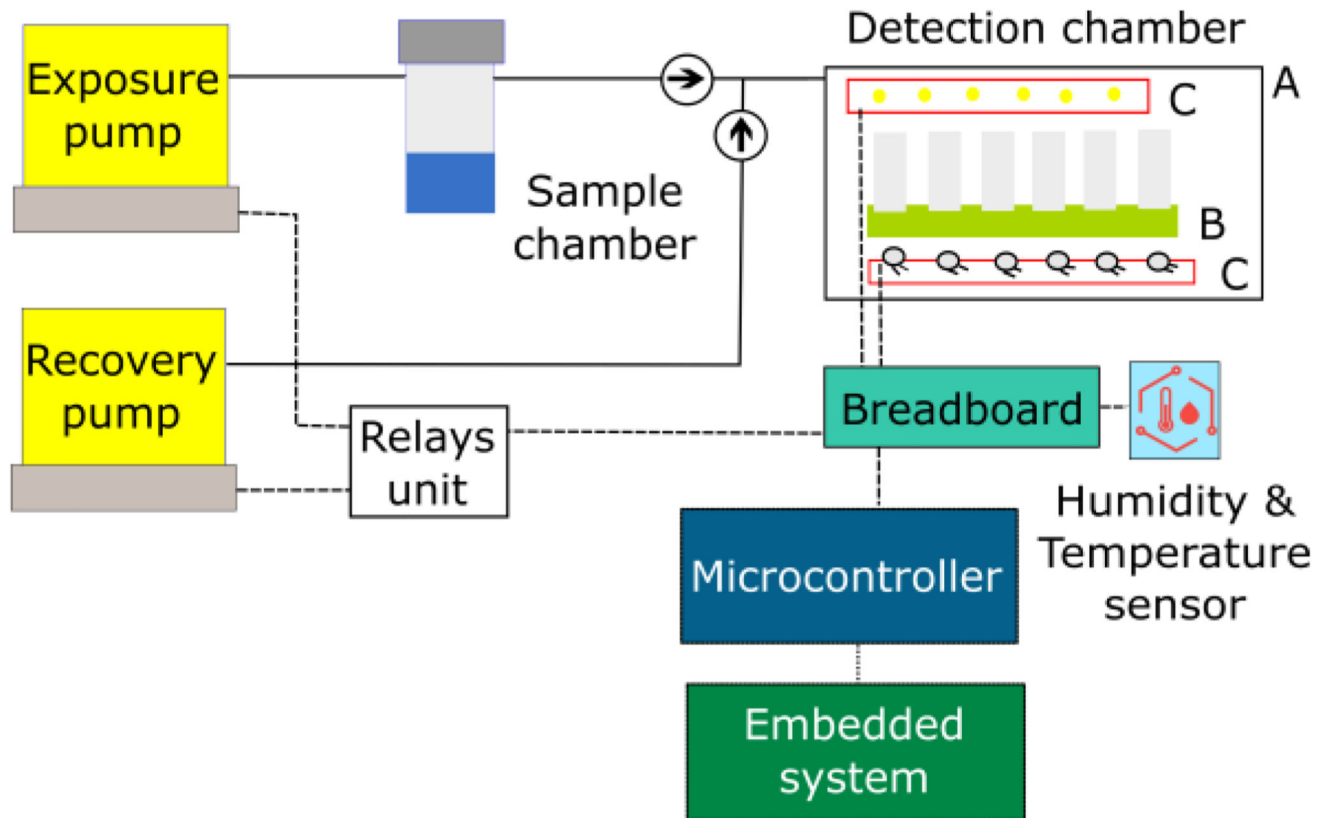 Exposure
pump
Sample
chamber
Detection chamber
A
C
B
C
Recovery
pump
Relays
unit
Breadboard
Humidity &
Temperature
sensor
Microcontroller
Embedded
system